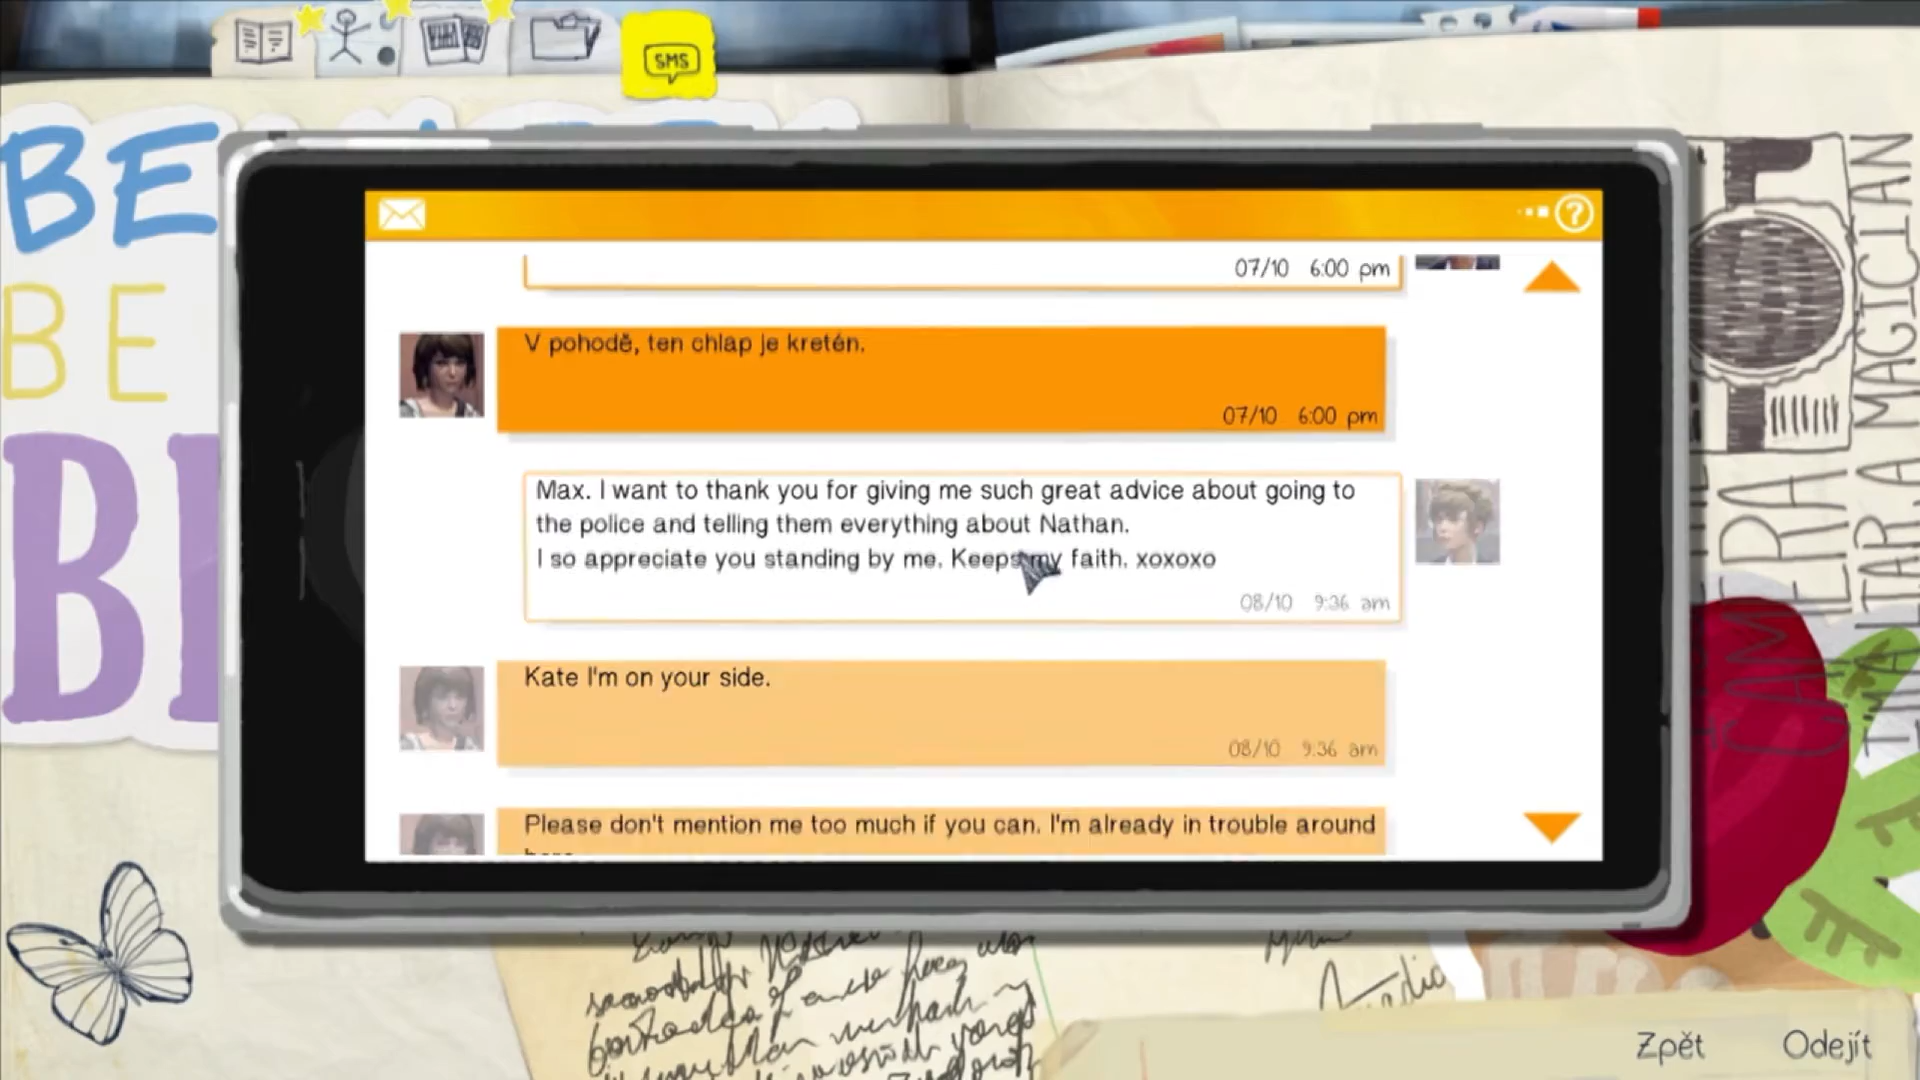 SMS
BE
BE
07/10 6:00 pm
V pohodě, ten chlap je kretén.
07/10 6:00 pm
Max. I want to thank you for giving me such great advice about going to
the police and telling them everything about Nathan.
I so appreciate you standing by me. Keeps my faith. xoxoxo
08/10 9:36 am
Kate I'm on your side.
08/10 9:36 am
Please don't mention me too much if you can. I'm already in trouble around
MAGICIAN
Zpět
Odejít